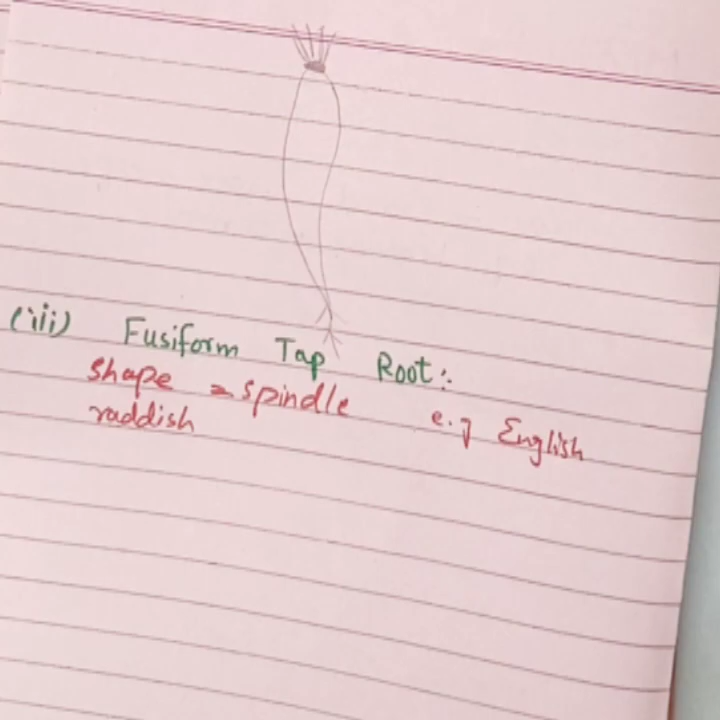 (iii) Fusiform Tap Root:-
shape = spindle e.g English
raddish